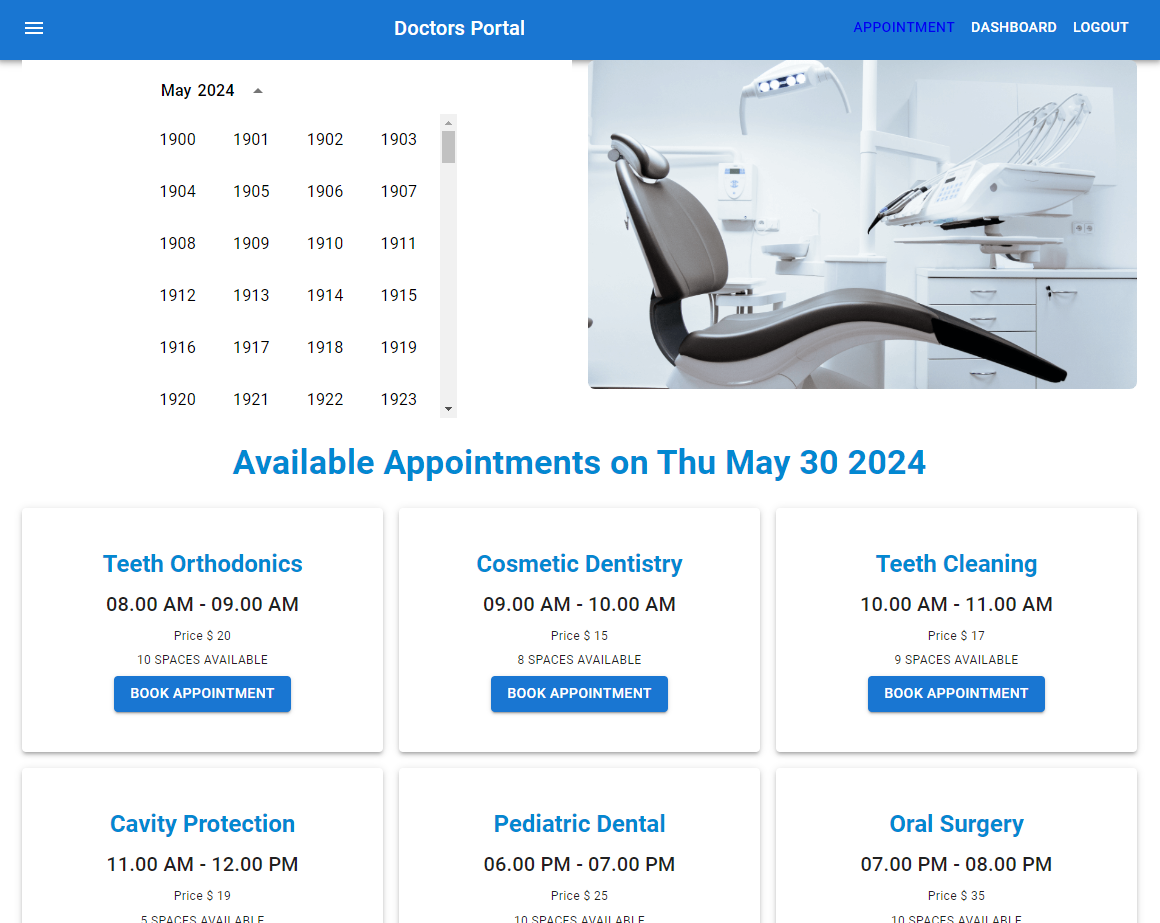 Doctors Portal
APPOINTMENT DASHBOARD LOGOUT
May 2024
1900 1901 1902 1903
1904 1905 1906 1907
1908 1909 1910 1911
1912 1913 1914 1915
1916 1917 1918 1919
1920 1921 1922 1923
Available Appointments on Thu May 30 2024
Teeth Orthodonics
08.00 AM - 09.00 AM
Price $ 20
10 SPACES AVAILABLE
BOOK APPOINTMENT
Cosmetic Dentistry
09.00 AM - 10.00 AM
Price $ 15
8 SPACES AVAILABLE
BOOK APPOINTMENT
Teeth Cleaning
10.00 AM - 11.00 AM
Price $ 17
9 SPACES AVAILABLE
BOOK APPOINTMENT
Cavity Protection
11.00 AM - 12.00 PM
Price $ 19
5 SPACES AVAILABLE
Pediatric Dental
06.00 PM - 07.00 PM
Price $ 25
10 SPACES AVAILABLE
Oral Surgery
07.00 PM - 08.00 PM
Price $ 35
10 SPACES AVAILABLE